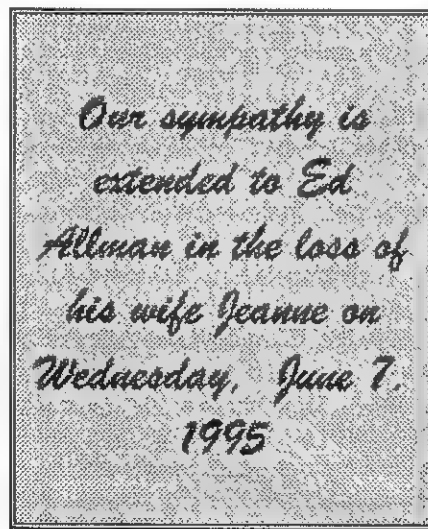 Our sympathy is
extended to Ed
Allman in the loss of
his wife Jeanne on
Wednesday, June 7,
1995